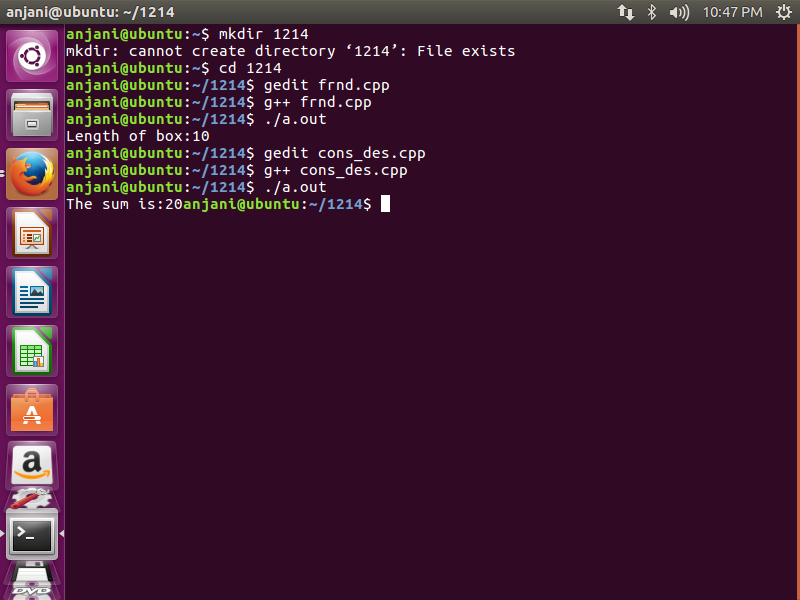 anjani@ubuntu: ~/1214
10:47 PM
anjani@ubuntu:~$ mkdir 1214
mkdir: cannot create directory ‘1214’: File exists
anjani@ubuntu:~$ cd 1214
anjani@ubuntu:~/1214$ gedit frnd.cpp
anjani@ubuntu:~/1214$ g++ frnd.cpp
anjani@ubuntu:~/1214$ ./a.out
Length of box:10
anjani@ubuntu:~/1214$ gedit cons_des.cpp
anjani@ubuntu:~/1214$ g++ cons_des.cpp
anjani@ubuntu:~/1214$ ./a.out
The sum is:20anjani@ubuntu:~/1214$
A
a
>_
DVD